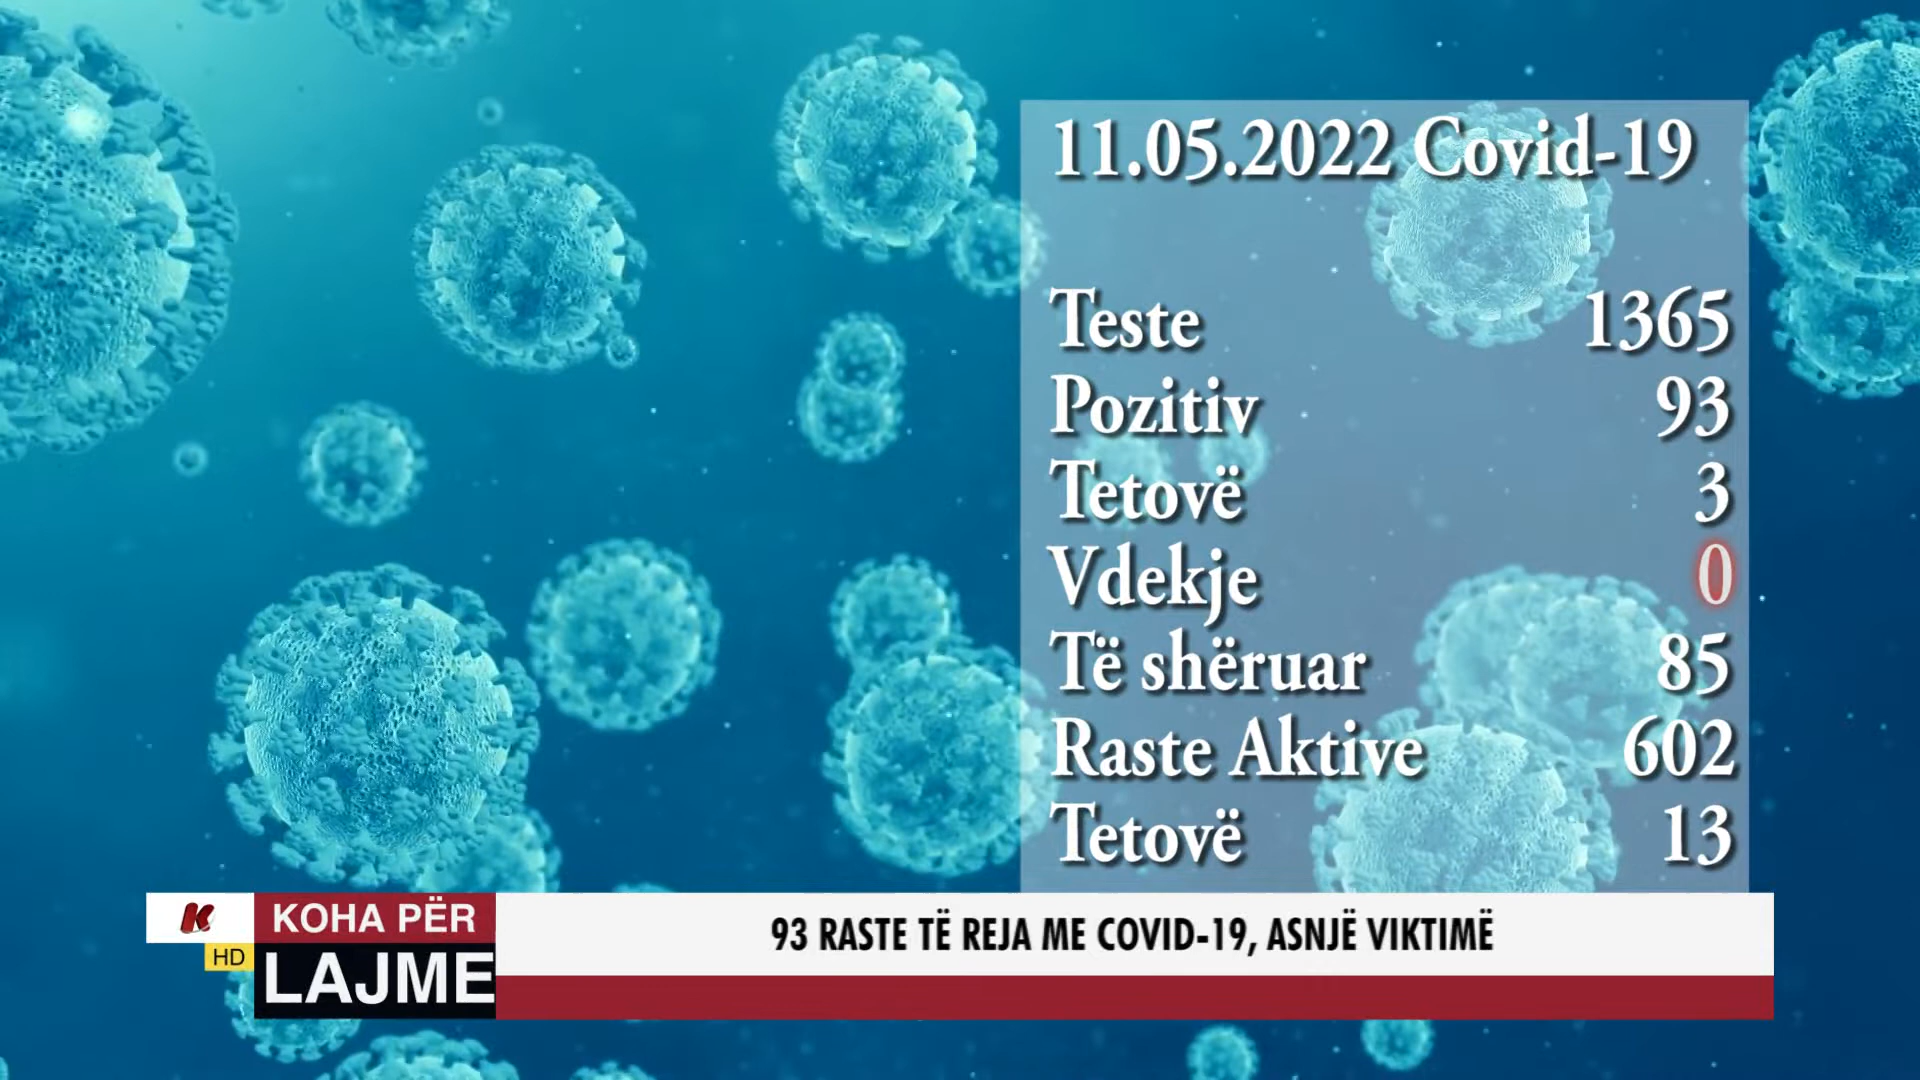 11.05.2022 Covid-19
Teste 1365
Pozitiv 93
Tetovë 3
Vdekje 0
Të shëruar 85
Raste Aktive 602
Tetovë 13
K
HD
KOHA PËR
LAJME
93 RASTE TË REJA ME COVID-19, ASNJË VIKTIMË